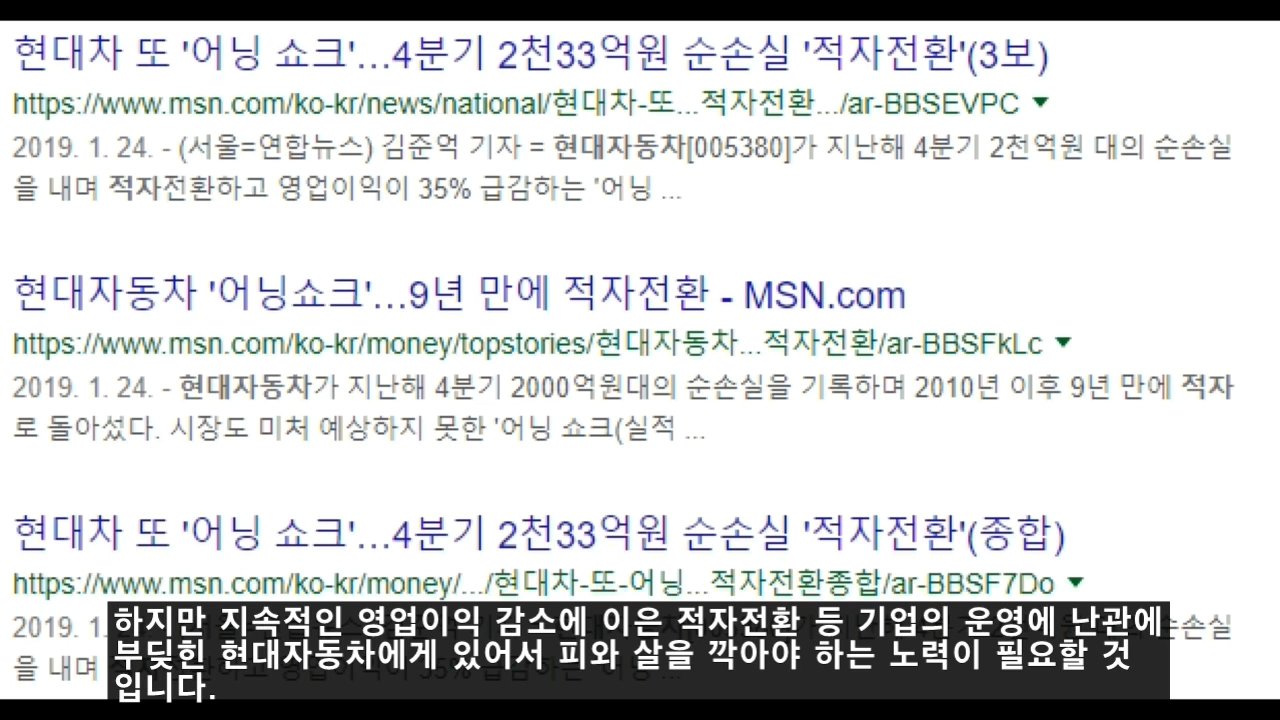 현대차 또 '어닝 쇼크'...4분기 2천33억원 순손실 '적자전환'(3보)
https://www.msn.com/ko-kr/news/national/현대차-또...적자전환.../ar-BBSEVPC ▼
2019. 1. 24. - (서울=연합뉴스) 김준억 기자 = 현대자동차[005380]가 지난해 4분기 2천억원 대의 순손실
을 내며 적자전환하고 영업이익이 35% 급감하는 '어닝 ...
현대자동차 '어닝쇼크'...9년 만에 적자전환 - MSN.com
https://www.msn.com/ko-kr/money/topstories/현대자동차...적자전환/ar-BBSFkLc ▼
2019. 1. 24. - 현대자동차가 지난해 4분기 2000억원대의 순손실을 기록하며 2010년 이후 9년 만에 적자
로 돌아섰다. 시장도 미처 예상하지 못한 '어닝 쇼크(실적 ...
현대차 또 '어닝 쇼크'...4분기 2천33억원 순손실 '적자전환'(종합)
https://www.msn.com/ko-kr/money/.../현대차-또-어닝...적자전환종합/ar-BBSF7Do ▼
2019. 1. 순손실
을 내며
하지만 지속적인 영업이익 감소에 이은 적자전환 등 기업의 운영에 난관에
부딪힌 현대자동차에게 있어서 피와 살을 깍아야 하는 노력이 필요할 것
입니다.